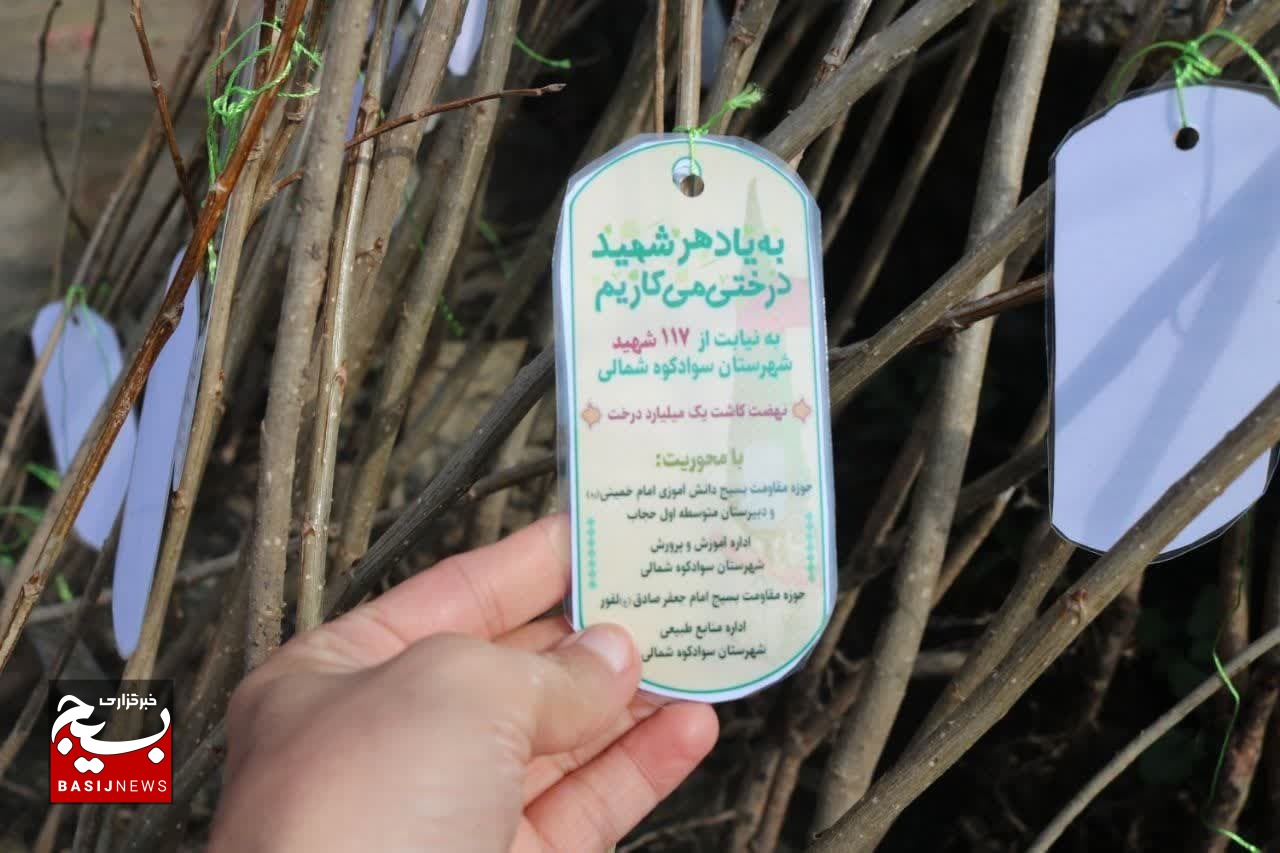 به یاد هر شهید
درختی می‌کاریم
به نیابت از ۱۱۷ شهید
شهرستان سوادکوه شمالی
نهضت کاشت یک میلیارد درخت
با محوریت:
حوزه مقاومت بسیج دانش آموزی امام خمینی(ره)
و دبیرستان متوسطه اول حجاب
اداره آموزش و پرورش
شهرستان سوادکوه شمالی
حوزه مقاومت بسیج امام جعفر صادق (ع) لفور
اداره منابع طبیعی
شهرستان سوادکوه شمالی
خبرگزاری
بسیج
BASIJNEWS